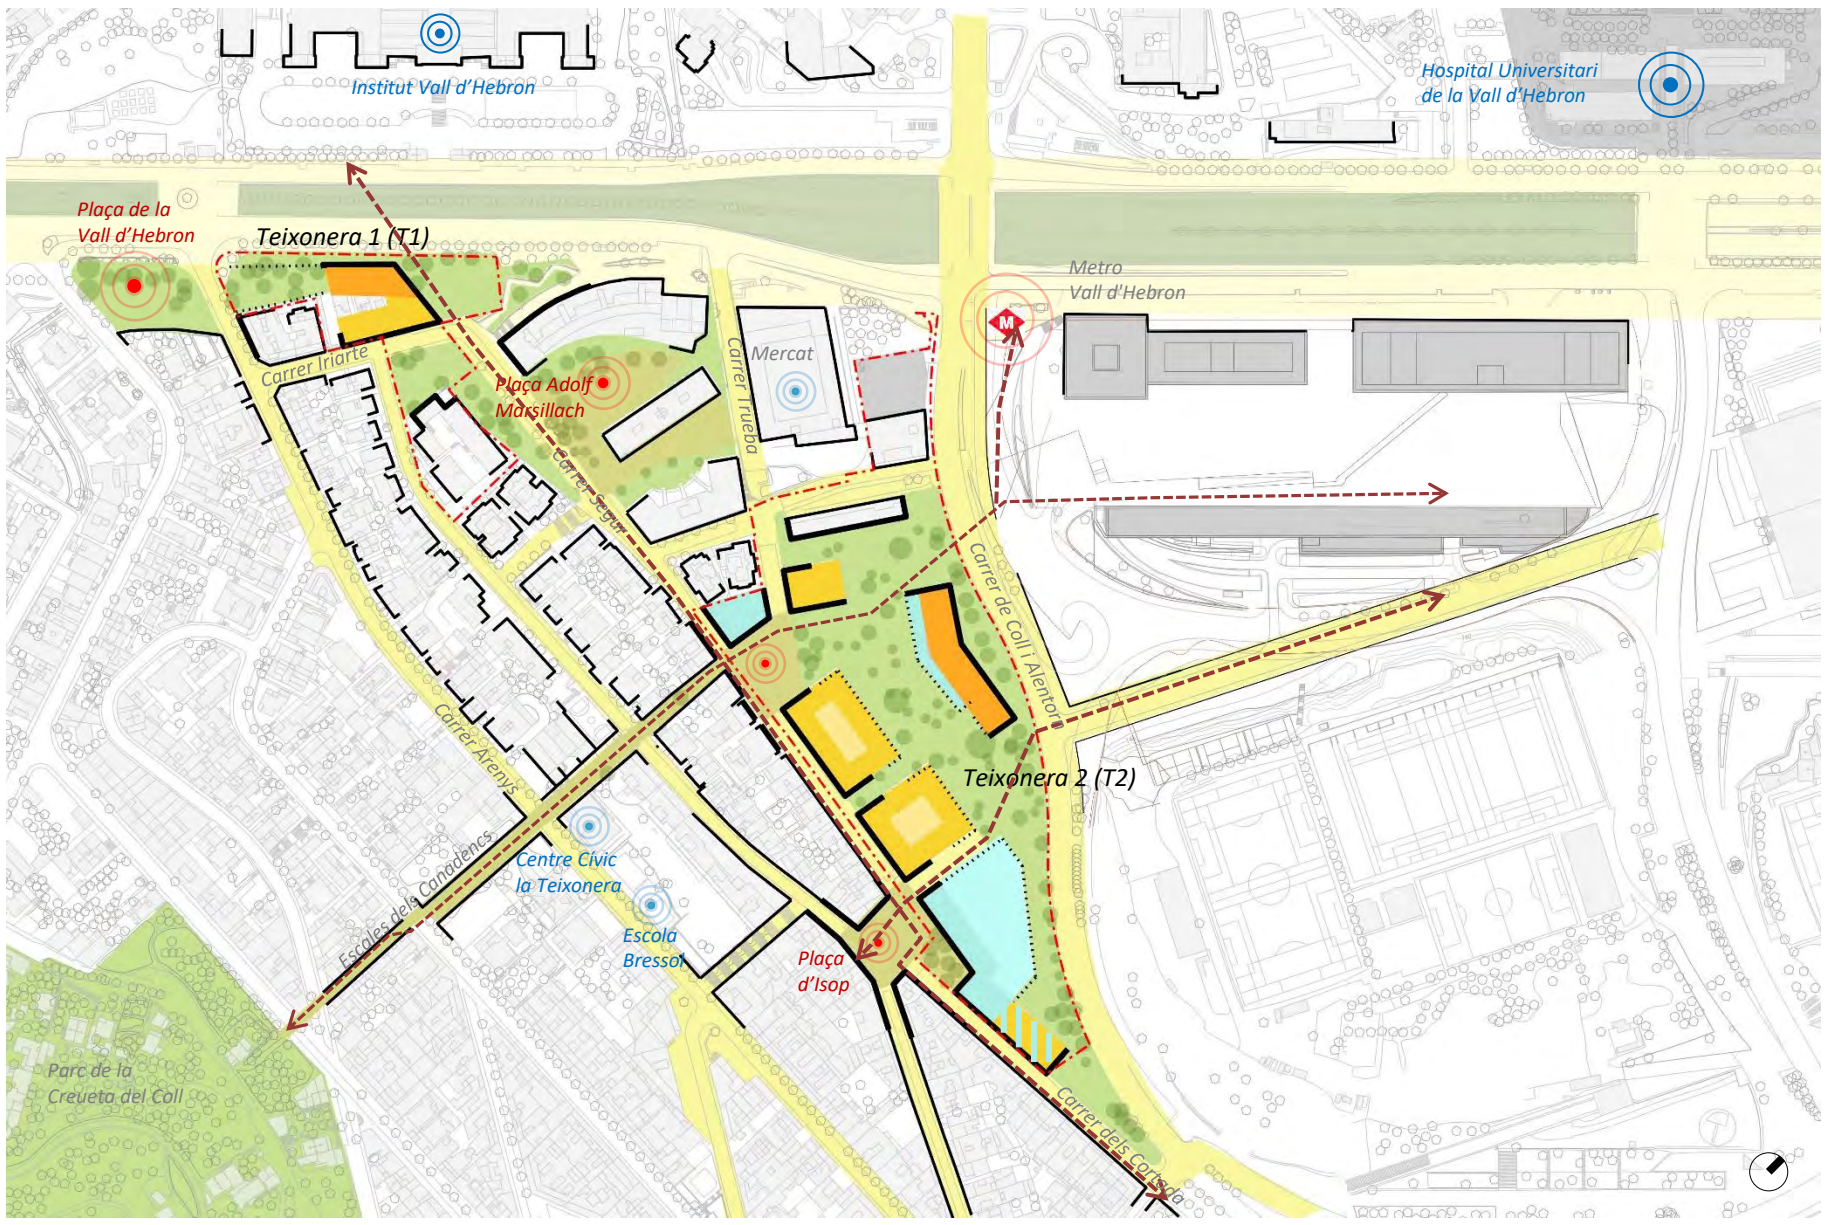 Institut Vall d'Hebron
Hospital Universitari
de la Vall d'Hebron
Plaça de la
Vall d'Hebron
Teixonera 1 (T1)
Metro
Vall d'Hebron
M
Carrer Iriarte
Plaça Adolf
Marsillach
Carrer Trueba
Mercat
Carrer Segur
Carrer de Coll i Alentorn
Carrer Arenys
Teixonera 2 (T2)
Escales dels Canadencs
Centre Cívic
la Teixonera
Escola
Bressol
Plaça
d'Isop
Parc de la
Creueta del Coll
Carrer dels Cortada